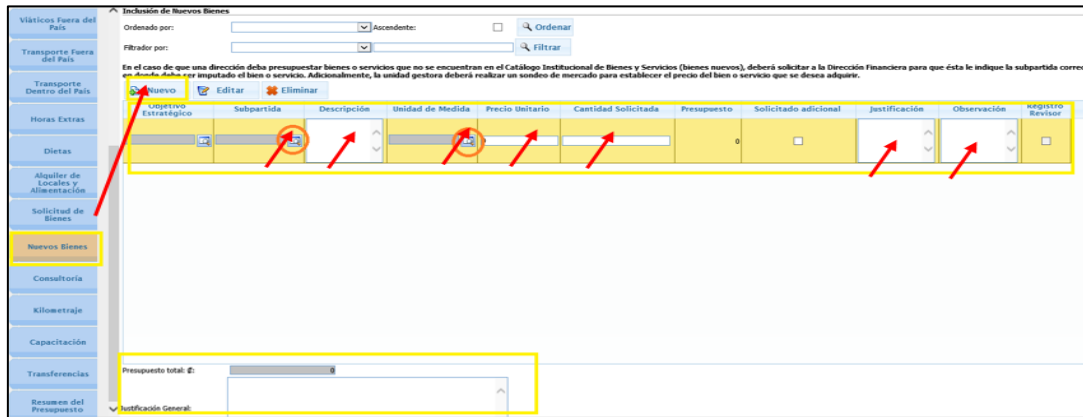 Viáticos Fuera del
País
Transporte Fuera
del País
Transporte
Dentro del País
Horas Extras
Dietas
Alquiler de
Locales y
Alimentación
Solicitud de
Bienes
Nuevos Bienes
Consultoría
Kilometraje
Capacitación
Transferencias
Resumen del
Presupuesto
Inclusión de Nuevos Bienes
Ordenado por: Ascendente: Ordenar
Filtrador por: Filtrar
En el caso de que una dirección deba presupuestar bienes o servicios que no se encuentran en el Catálogo Institucional de Bienes y Servicios (bienes nuevos), deberá solicitar a la Dirección Financiera para que ésta le indique la subpartida correc
en donde debe ser imputado el bien o servicio. Adicionalmente, la unidad gestora deberá realizar un sondeo de mercado para establecer el precio del bien o servicio que se desea adquirir.
Nuevo Editar Eliminar
Objetivo
Estratégico Subpartida Descripción Unidad de Medida Precio Unitario Cantidad Solicitada Presupuesto Solicitado adicional Justificación Observación Registro
Revisor
0
Presupuesto total: ₡: 0
Justificación General: